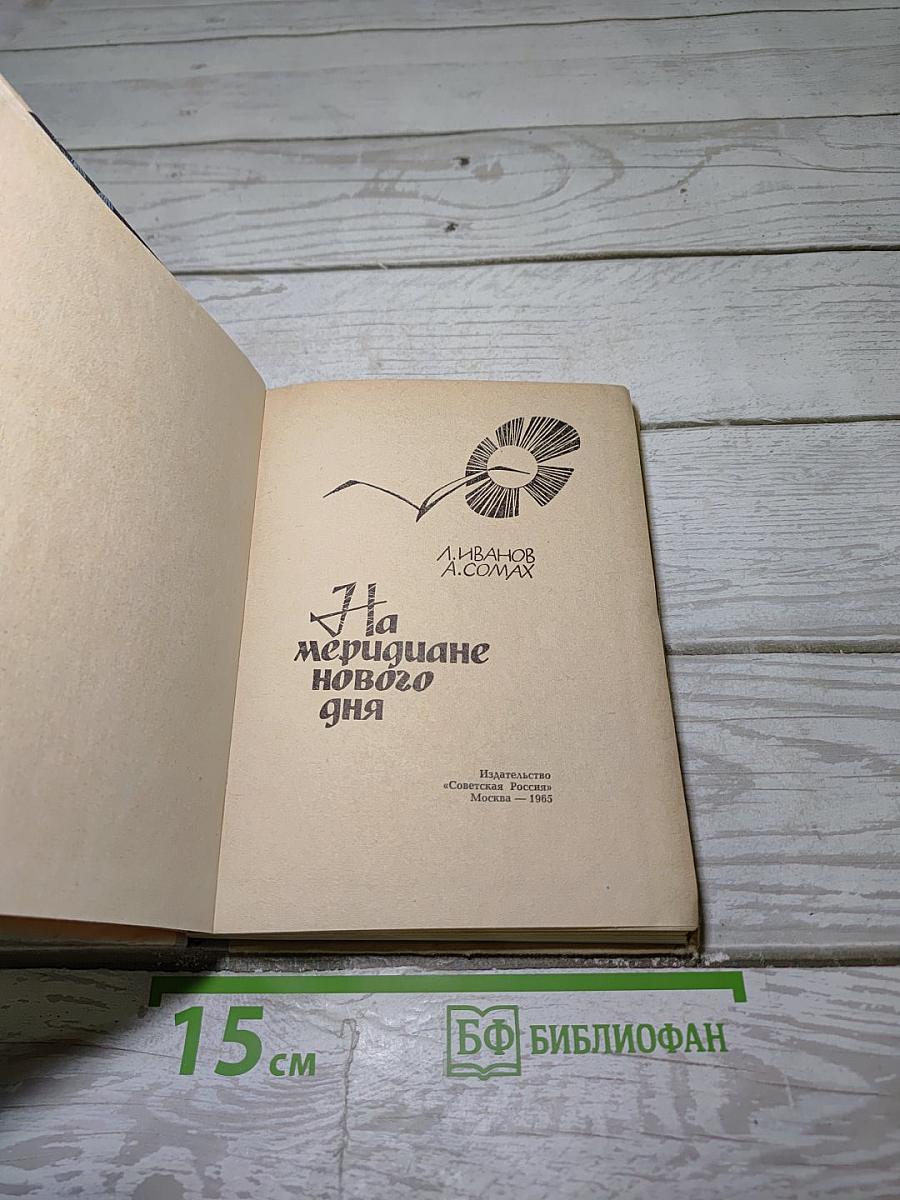 Л.ИВАНОВ
А.СОМАХ
На
меридиане
нового
дня
Издательство
«Советская Россия»
Москва — 1965
15 см
БФ БИБЛИОФАН